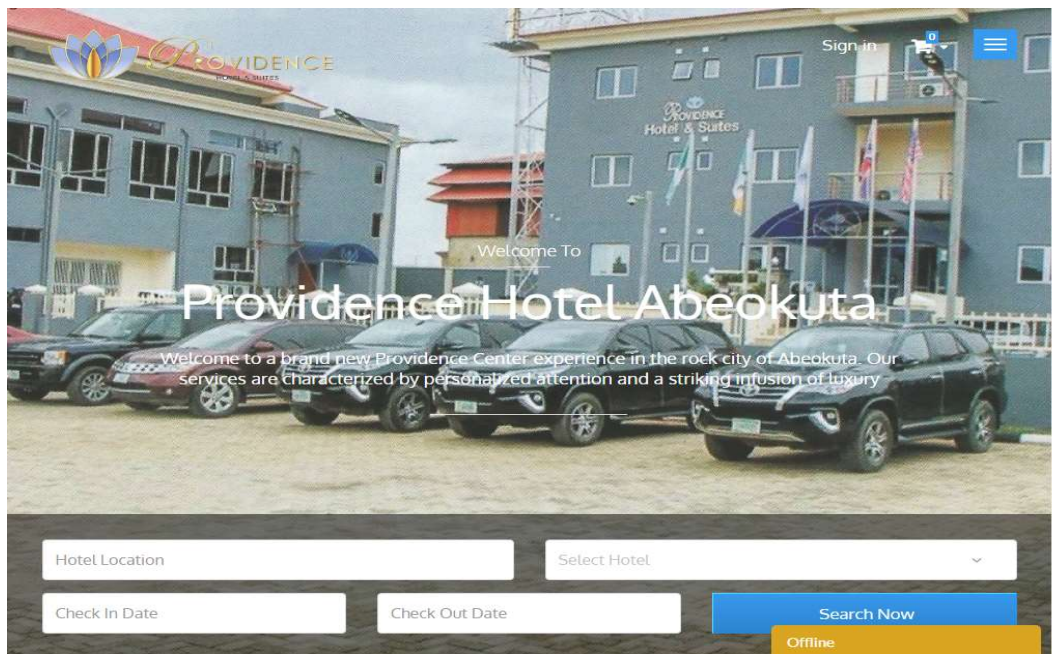 PROVIDENCE
HOTEL & SUITES
Sign in
0
PROVIDENCE
Hotel & Suites
Welcome To
Providence Hotel Abeokuta
Welcome to a brand new Providence Center experience in the rock city of Abeokuta. Our
services are characterized by personalized attention and a striking infusion of luxury
Hotel Location
Select Hotel
Check In Date
Check Out Date
Search Now
Offline